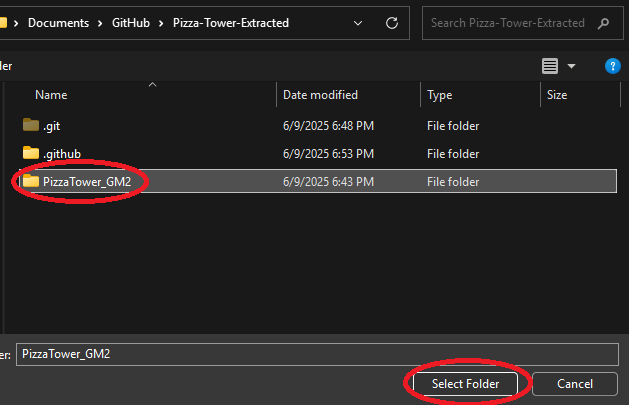 Documents > GitHub > Pizza-Tower-Extracted Search Pizza-Tower-Extracted
der ?
Name Date modified Type Size
.git 6/9/2025 6:48 PM File folder
.github 6/9/2025 6:53 PM File folder
PizzaTower_GM2 6/9/2025 6:43 PM File folder
er: PizzaTower_GM2
Select Folder Cancel